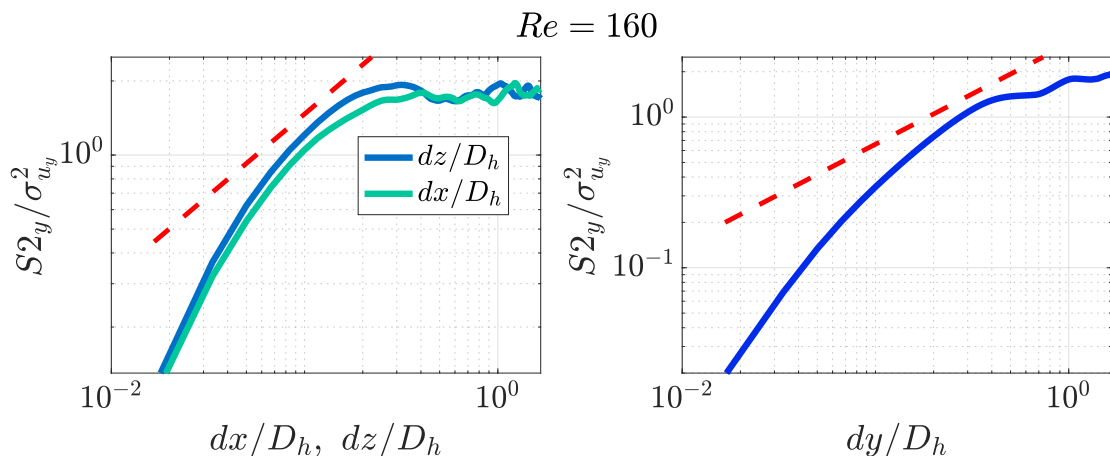 Re = 160
S2_y/σ²_{u_y}
10^0
10^{-2}
10^0
dx/D_h, dz/D_h
dz/D_h
dx/D_h
S2_y/σ²_{u_y}
10^0
10^{-1}
10^{-2}
10^0
dy/D_h